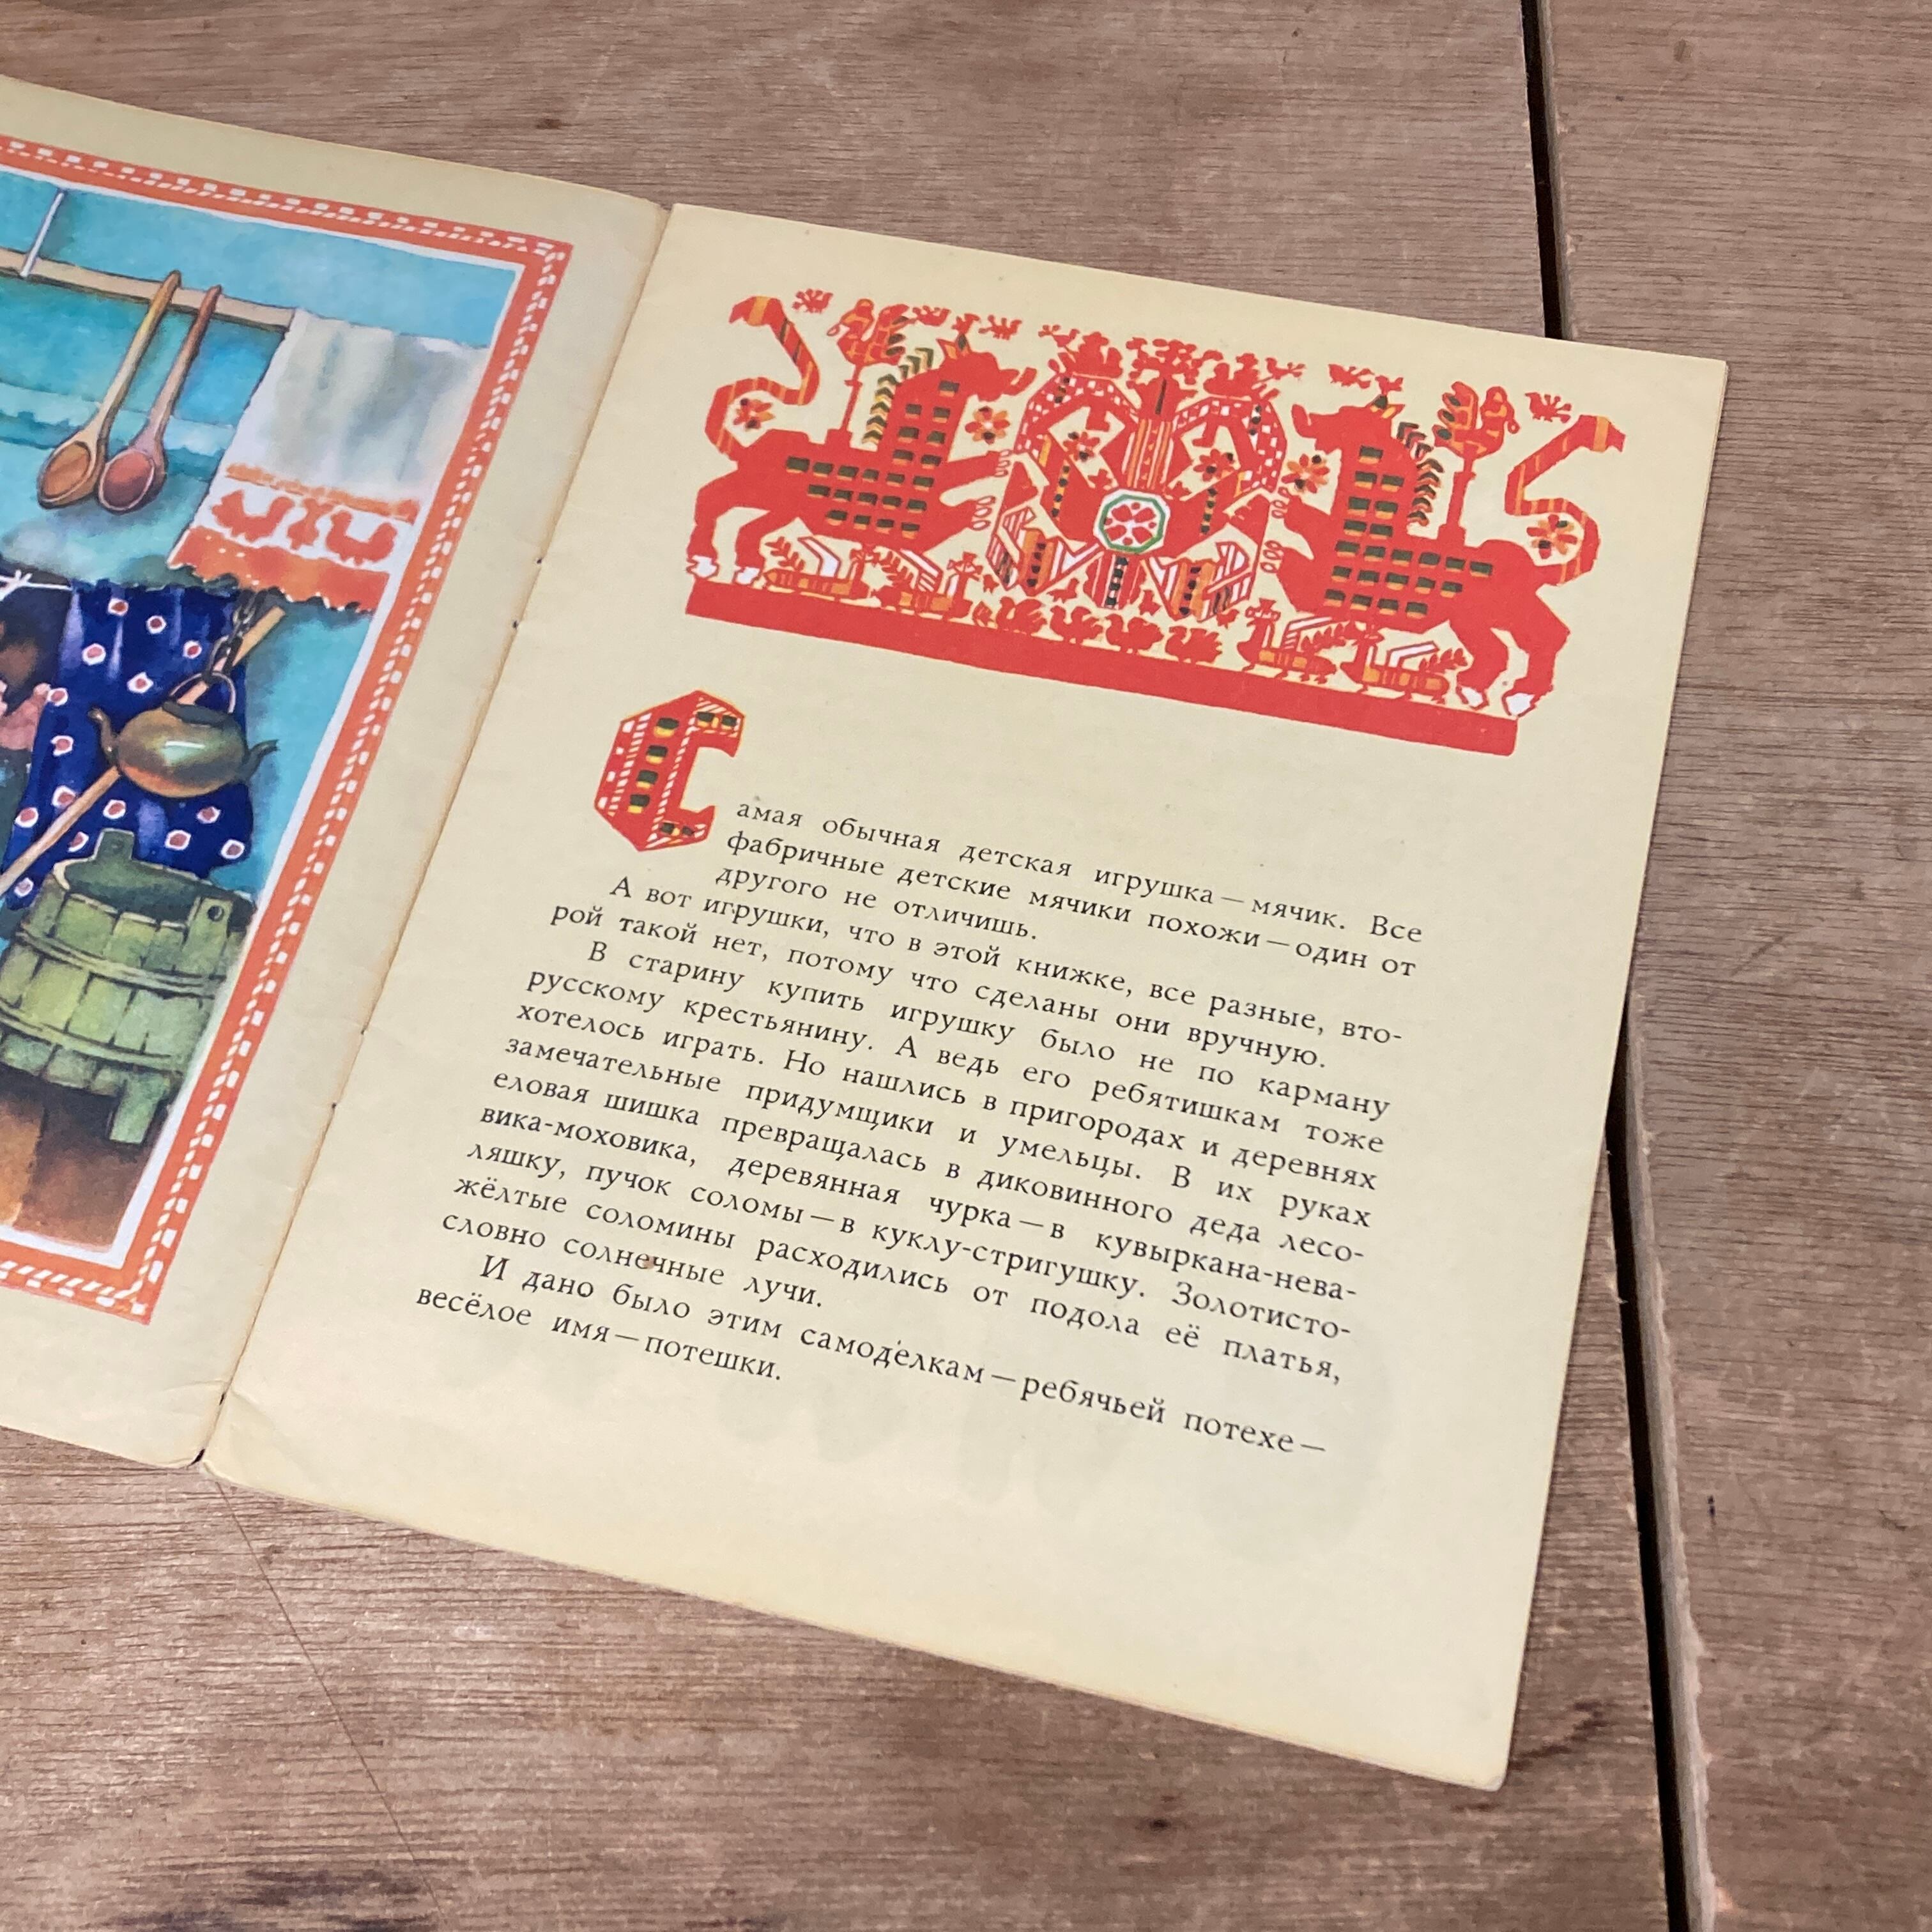 Самая обычная детская игрушка — мячик. Все
фабричные детские мячики похожи — один от
другого не отличишь.
А вот игрушки, что в этой книжке, все разные, вто-
рой такой нет, потому что сделаны они вручную.
В старину купить игрушку было не по карману
русскому крестьянину. А ведь его ребятишкам тоже
хотелось играть. Но нашлись в пригородах и деревнях
замечательные придумщики и умельцы. В их руках
еловая шишка превращалась в диковинного деда лесо-
вика-моховика, деревянная чурка — в кувыркана-нева-
ляшку, пучок соломы — в куклу-стригушку. Золотисто-
жёлтые соломины расходились от подола её платья,
словно солнечные лучи.
И дано было этим самоделкам — ребячьей потехе —
весёлое имя — потешки.